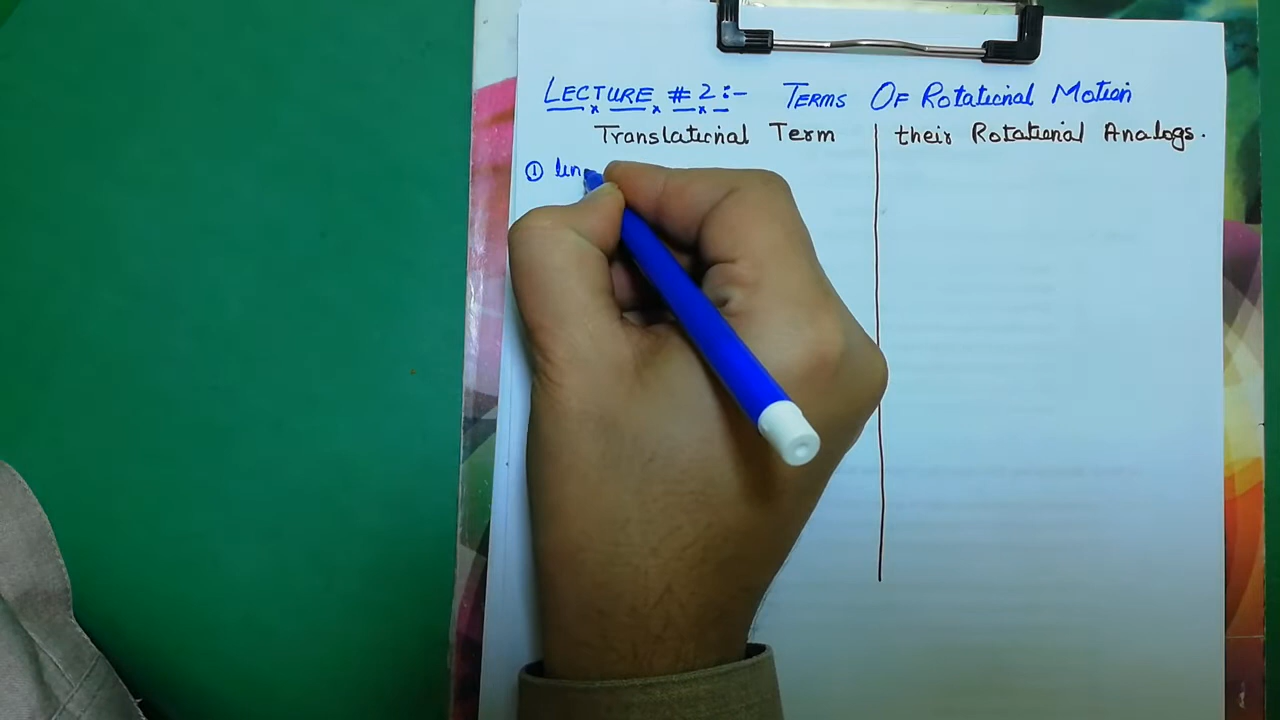 LECTURE # 2:- TERMS OF Rotational Motion
Translational Term their Rotational Analogs.
① lin